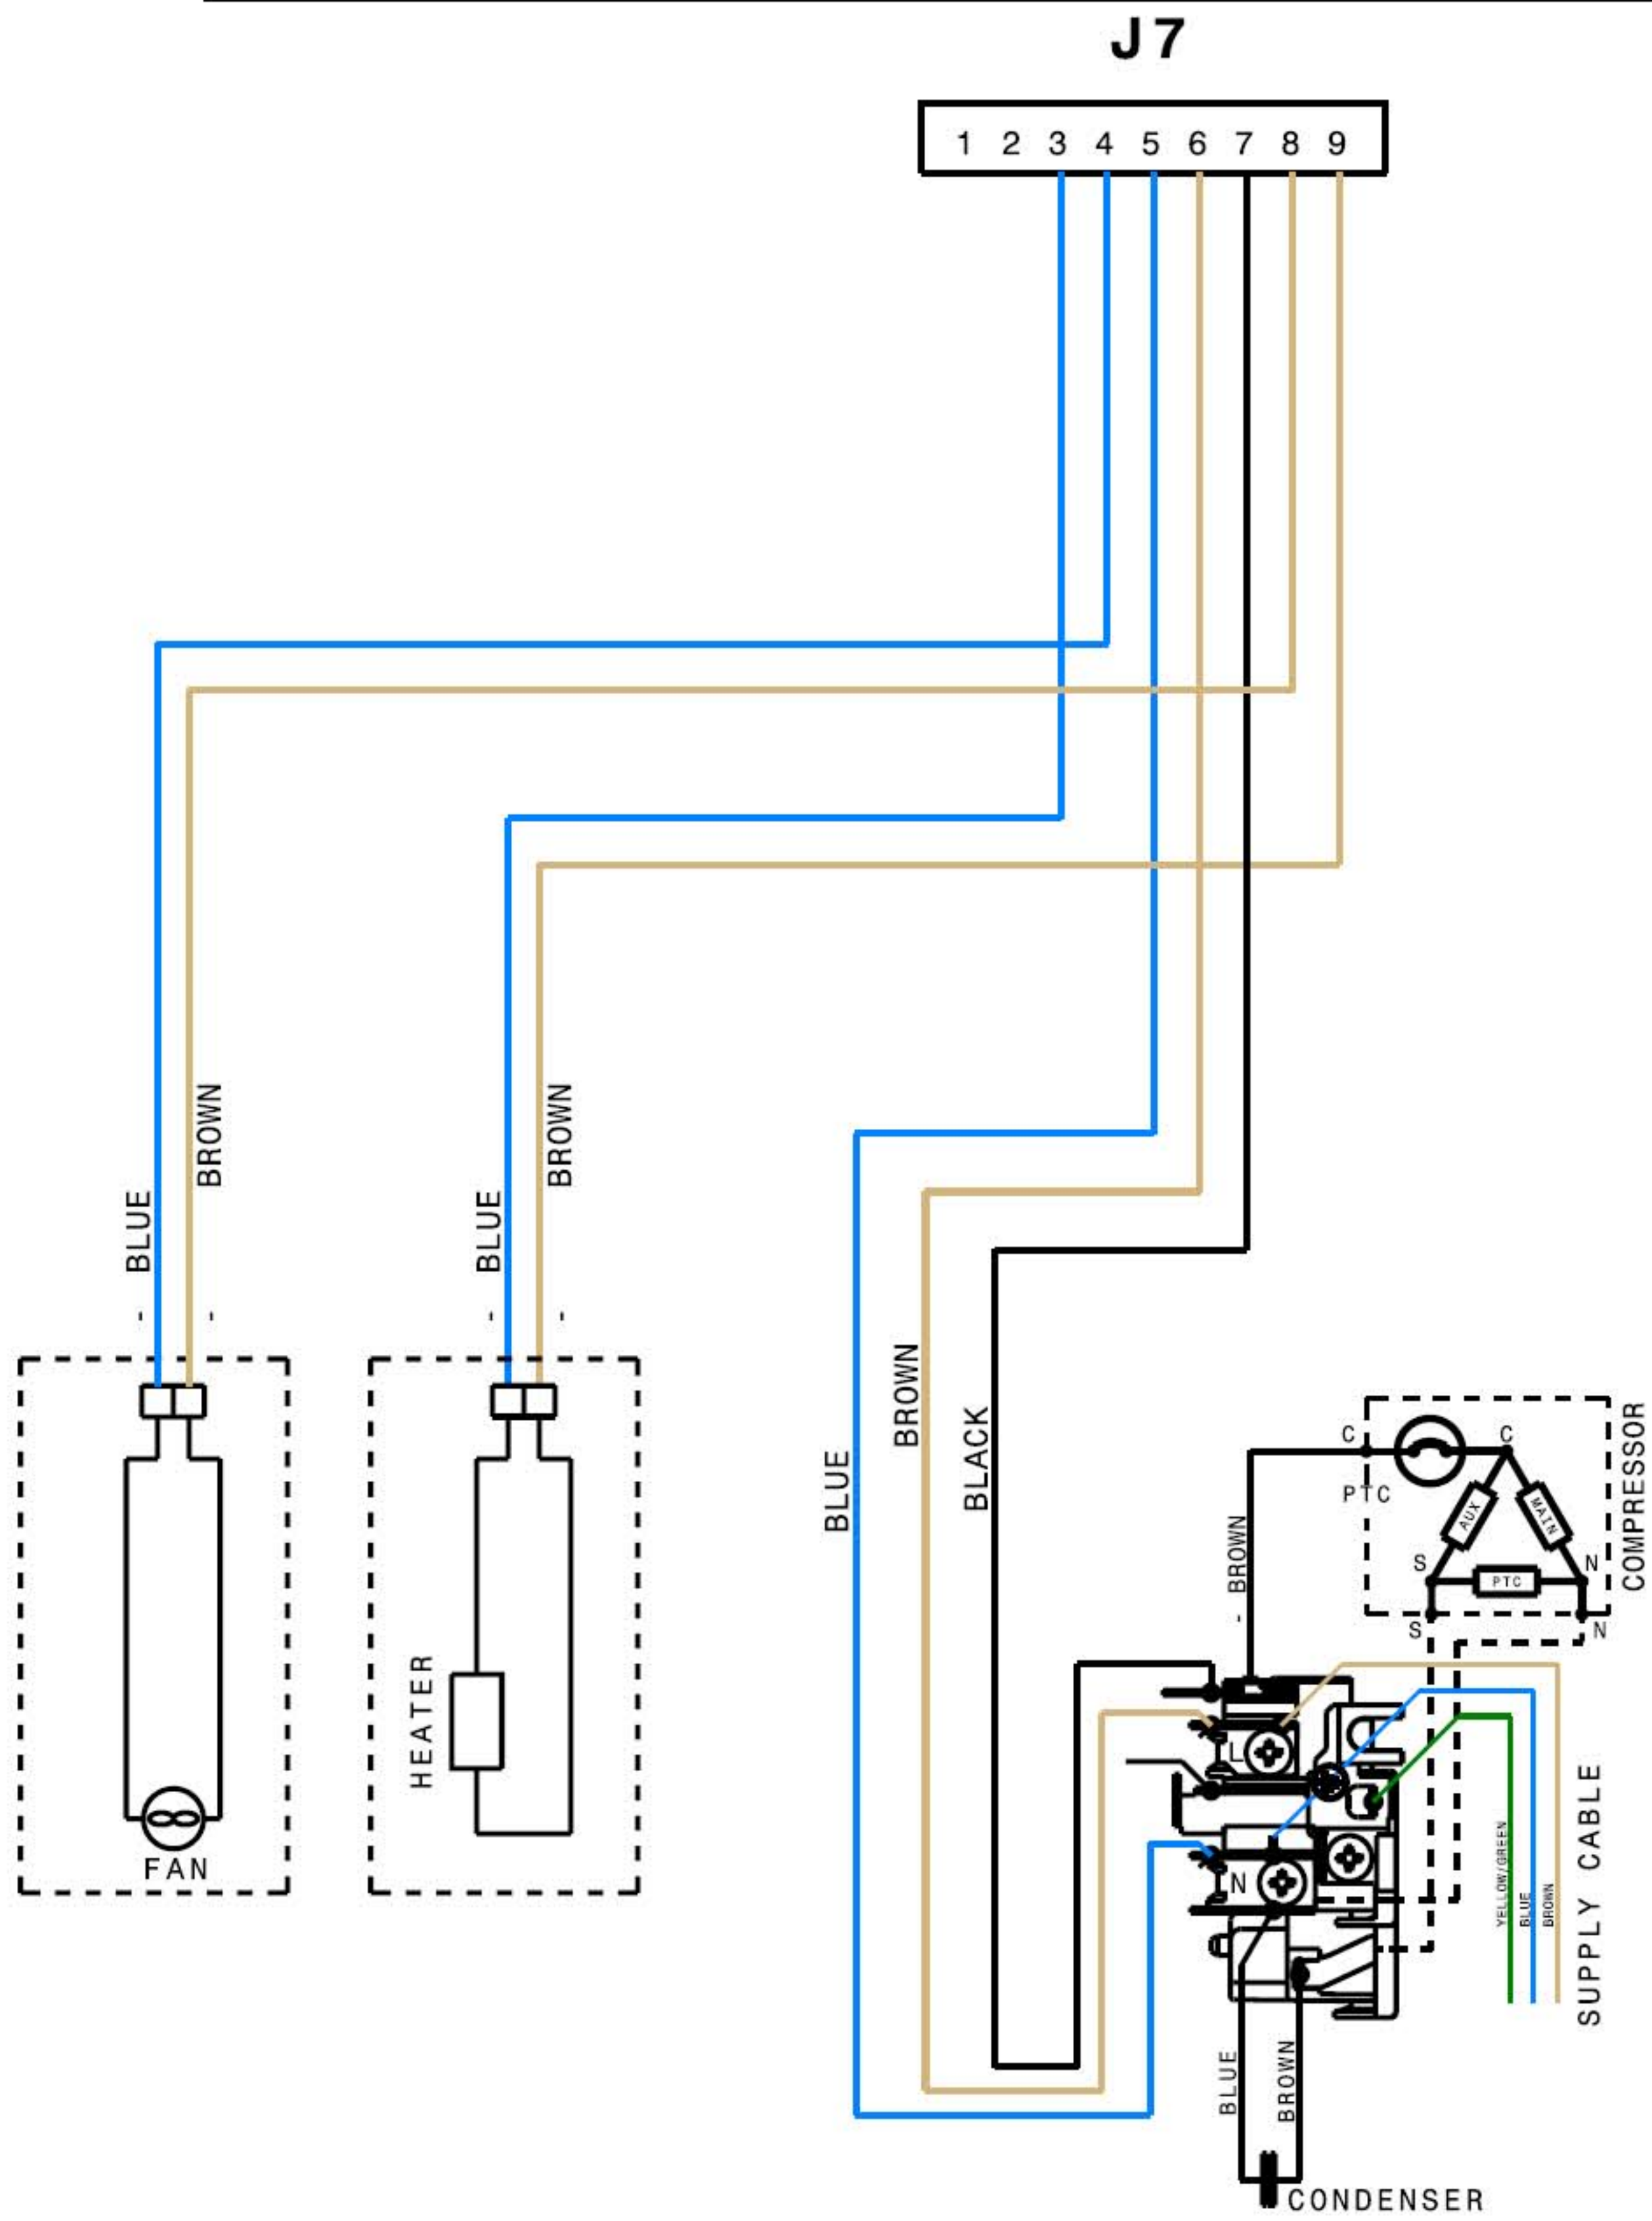 J7
1 2 3 4 5 6 7 8 9
- BLUE
- BROWN
- BLUE
- BROWN
BLUE
BROWN
BLACK
- BROWN
C
PTC
C
AUX
MAIN
S
PTC
N
S
N
COMPRESSOR
HEATER
FAN
L
N
YELLOW/GREEN
BLUE
BROWN
SUPPLY CABLE
BLUE
BROWN
CONDENSER